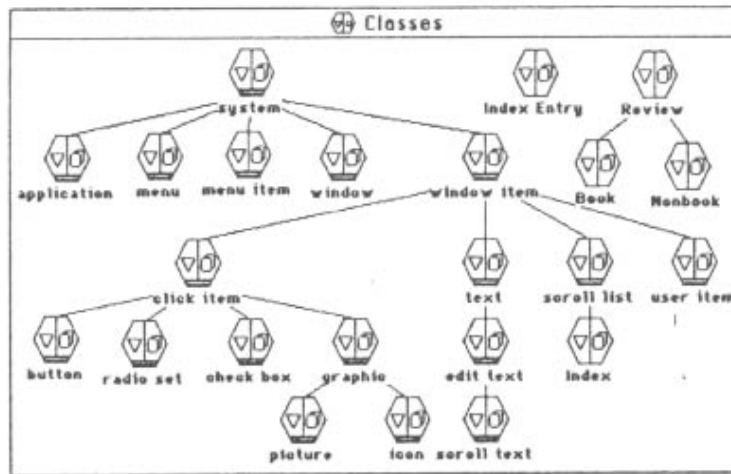 Classes
system
Index Entry
Review
application
menu
menu item
window
window item
Book
Nonbook
click item
text
scroll list
user item
button
radio set
check box
graphic
edit text
Index
picture
icon
scroll text